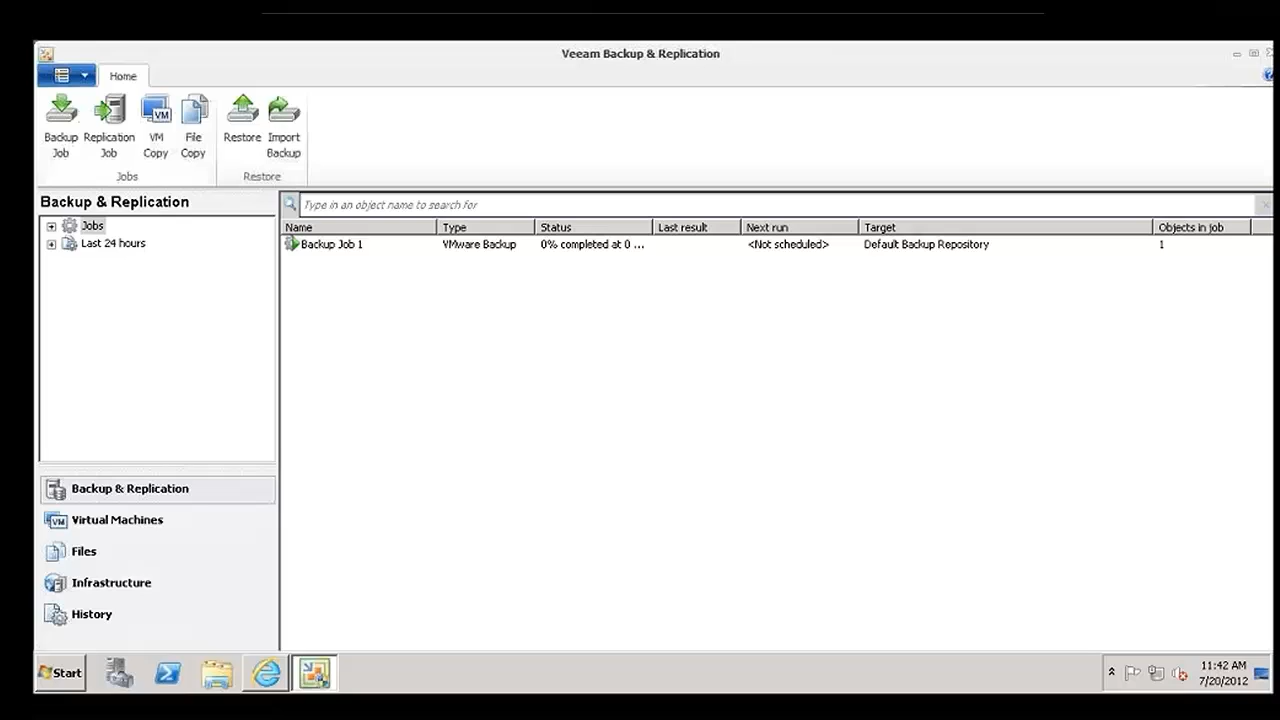 Veeam Backup & Replication
Home
Backup Job
Replication Job
VM Copy
File Copy
Restore
Import Backup
Jobs
Restore
Backup & Replication
Type in an object name to search for
Jobs
Last 24 hours
Name Type Status Last result Next run Target Objects in job
Backup Job 1 VMware Backup 0% completed at 0 ... <Not scheduled> Default Backup Repository 1
Backup & Replication
Virtual Machines
Files
Infrastructure
History
Start
11:42 AM
7/20/2012